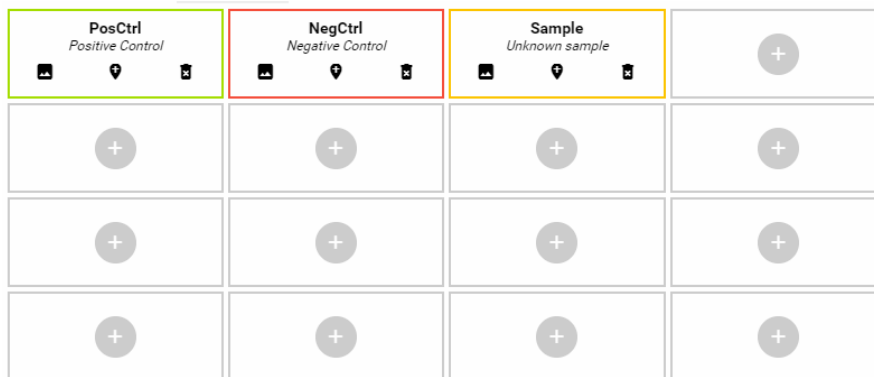 PosCtrl
Positive Control
NegCtrl
Negative Control
Sample
Unknown sample